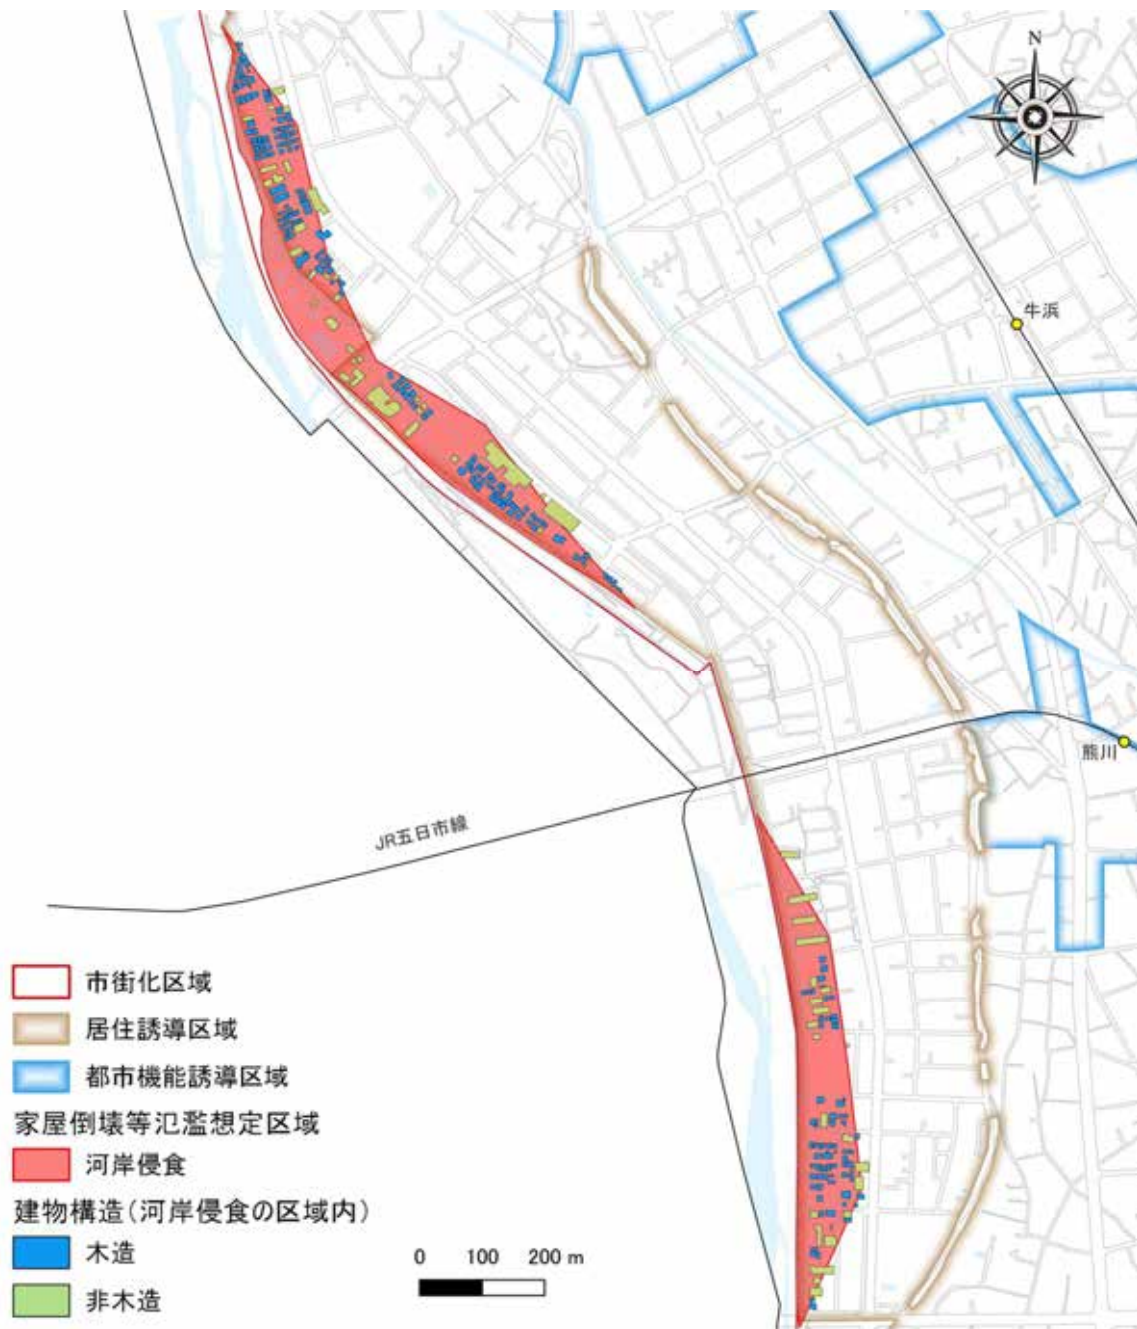 N
牛浜
熊川
JR五日市線
市街化区域
居住誘導区域
都市機能誘導区域
家屋倒壊等氾濫想定区域
河岸侵食
建物構造(河岸侵食の区域内)
木造
非木造
0 100 200 m